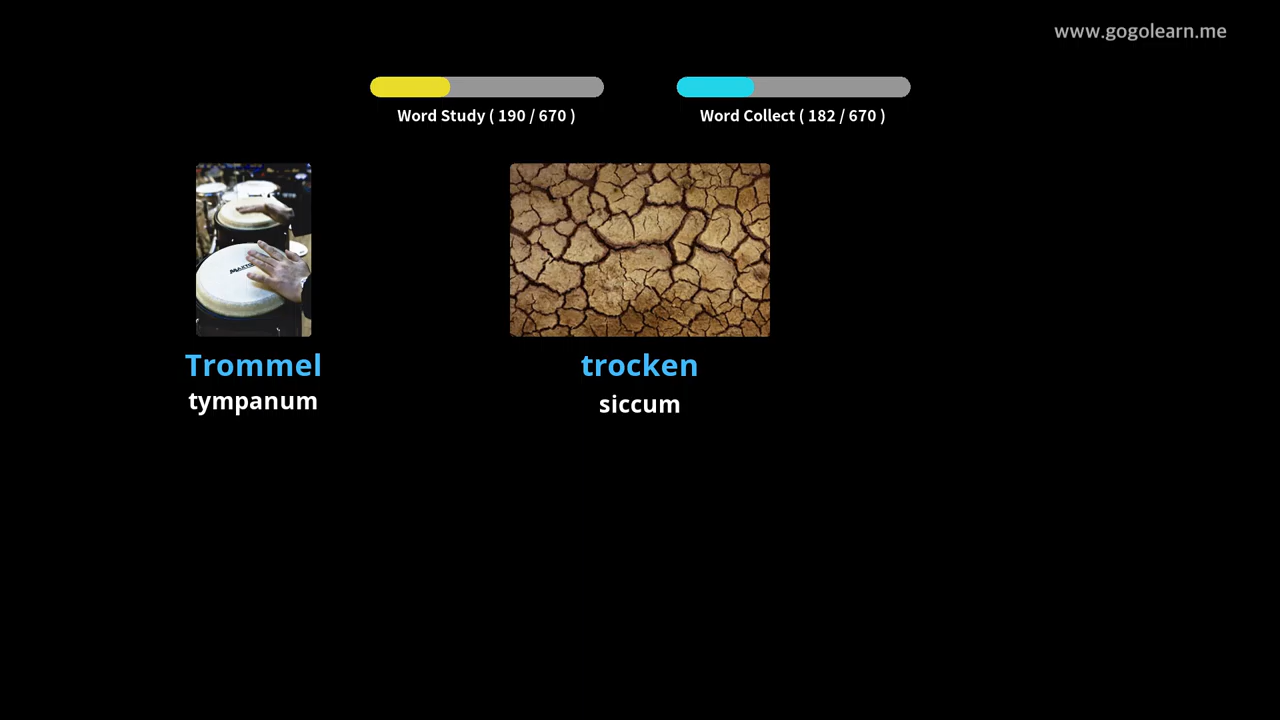 www.gogolearn.me
Word Study ( 190 / 670 )
Word Collect ( 182 / 670 )
Trommel
tympanum
trocken
siccum